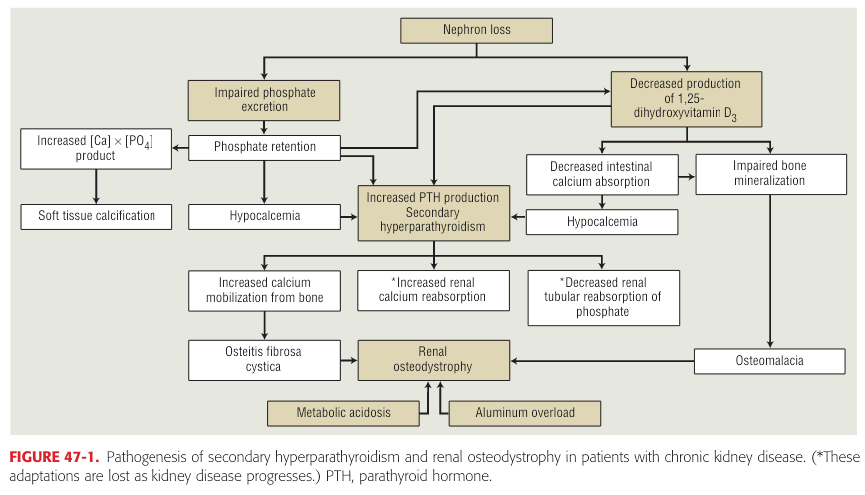 Nephron loss
Impaired phosphate
excretion
Decreased production
of 1,25-
dihydroxyvitamin D3
Increased [Ca] × [PO4]
product
Phosphate retention
Decreased intestinal
calcium absorption
Impaired bone
mineralization
Soft tissue calcification
Hypocalcemia
Increased PTH production
Secondary
hyperparathyroidism
Hypocalcemia
Increased calcium
mobilization from bone
*Increased renal
calcium reabsorption
*Decreased renal
tubular reabsorption of
phosphate
Osteitis fibrosa
cystica
Renal
osteodystrophy
Osteomalacia
Metabolic acidosis
Aluminum overload
FIGURE 47-1. Pathogenesis of secondary hyperparathyroidism and renal osteodystrophy in patients with chronic kidney disease. (*These
adaptations are lost as kidney disease progresses.) PTH, parathyroid hormone.